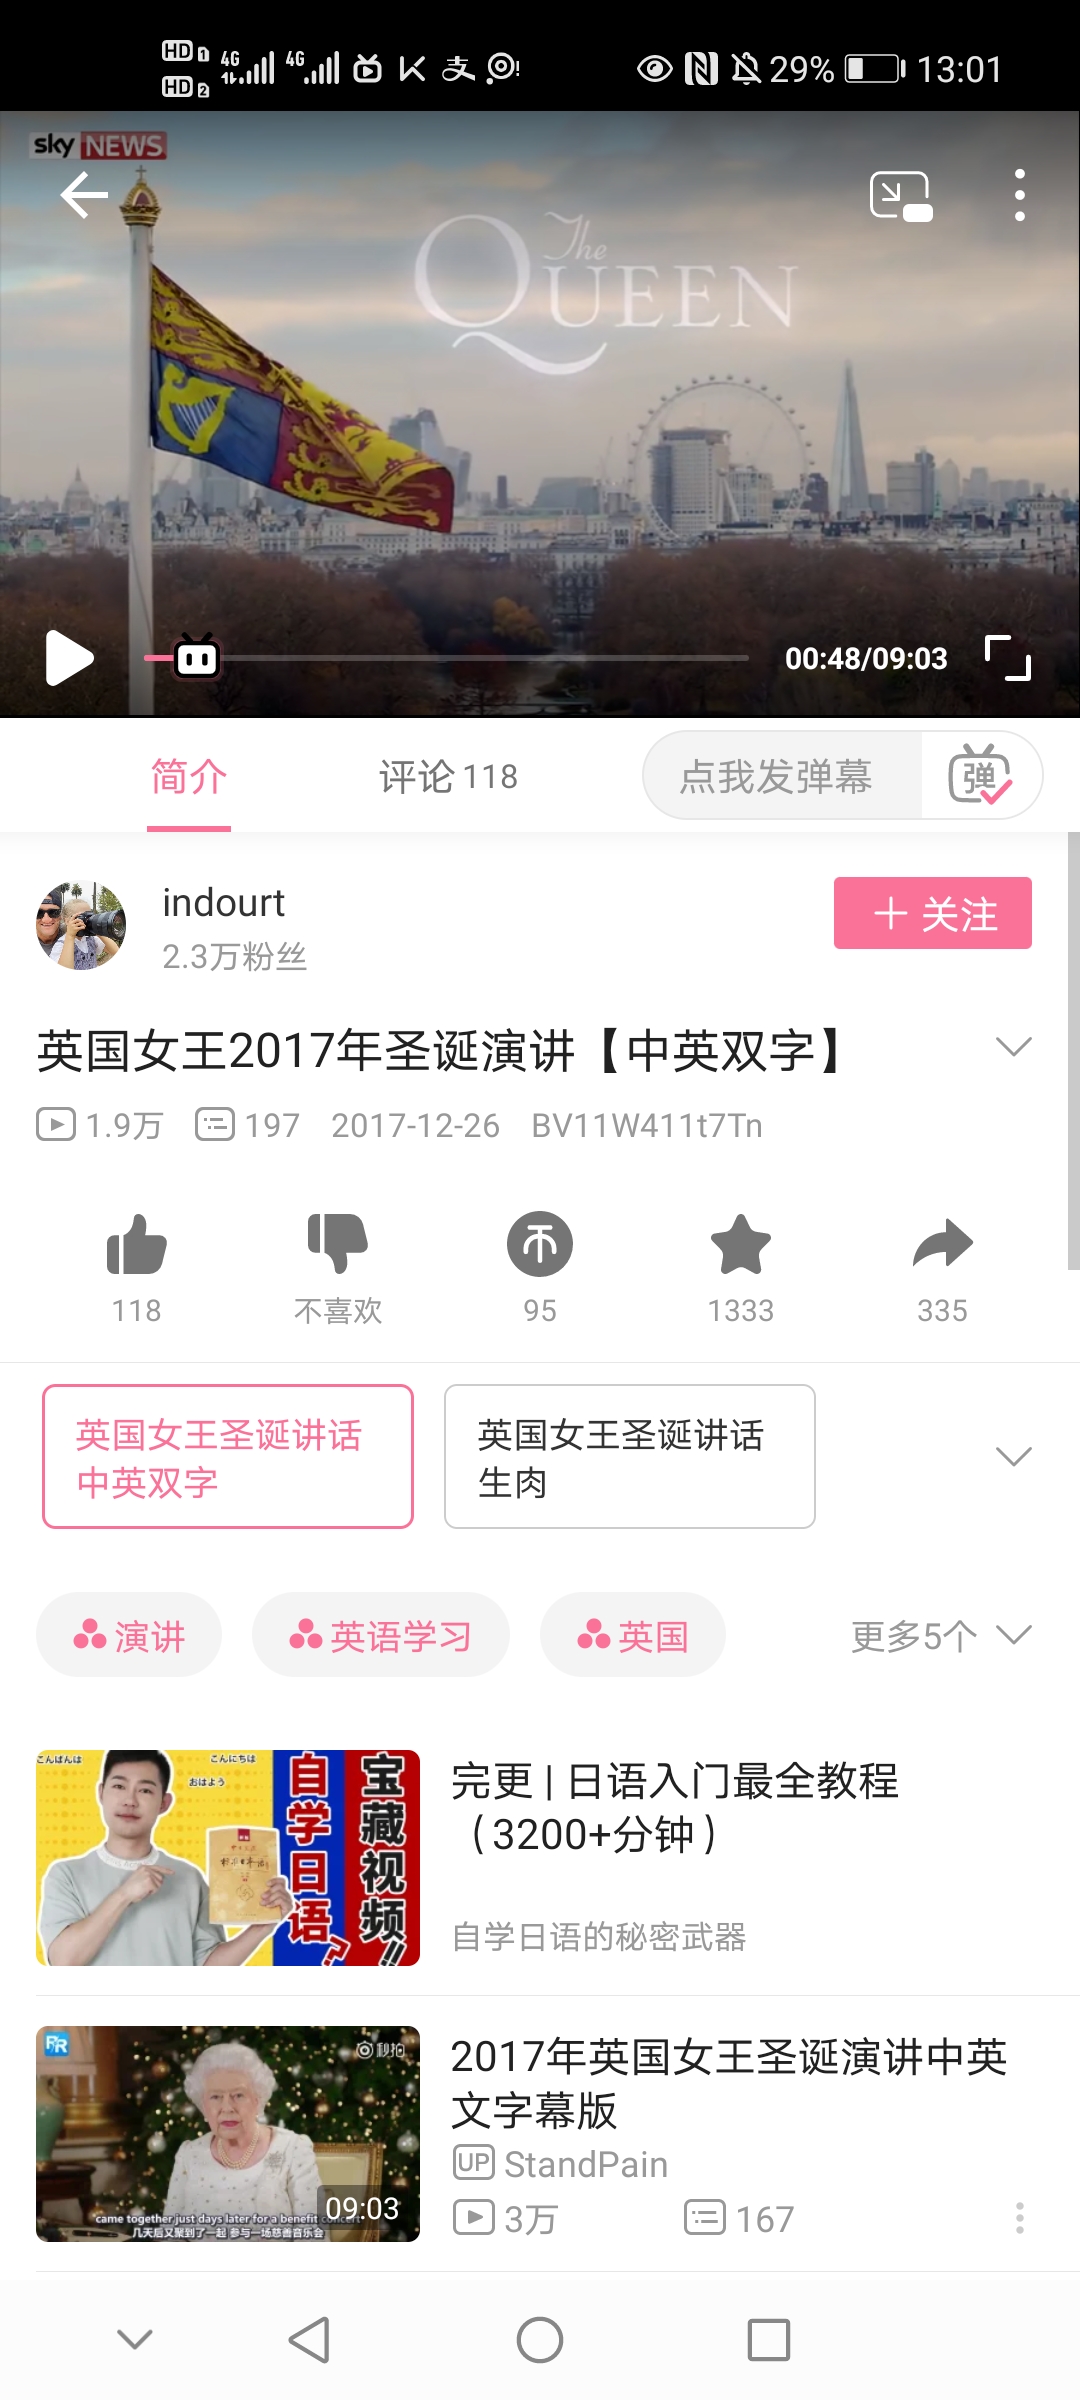 HD 1 4G 4G 支 29% 13:01
HD 2
sky NEWS
The
QUEEN
00:48/09:03
简介 评论 118 点我发弹幕 弹
indourt
2.3万粉丝
关注
英国女王2017年圣诞演讲【中英双字】
1.9万 197 2017-12-26 BV11W411t7Tn
118 不喜欢 95 1333 335
英国女王圣诞讲话
中英双字
英国女王圣诞讲话
生肉
演讲 英语学习 英国 更多5个
こんばんは こんにちは
おはよう
自学日语?
宝藏视频!!
完更 | 日语入门最全教程
(3200+分钟)
自学日语的秘密武器
RR 秒拍
came together just days later for a benefit concert
几天后又聚到了一起 参与一场慈善音乐会
09:03
2017年英国女王圣诞演讲中英
文字幕版
UP StandPain
3万 167